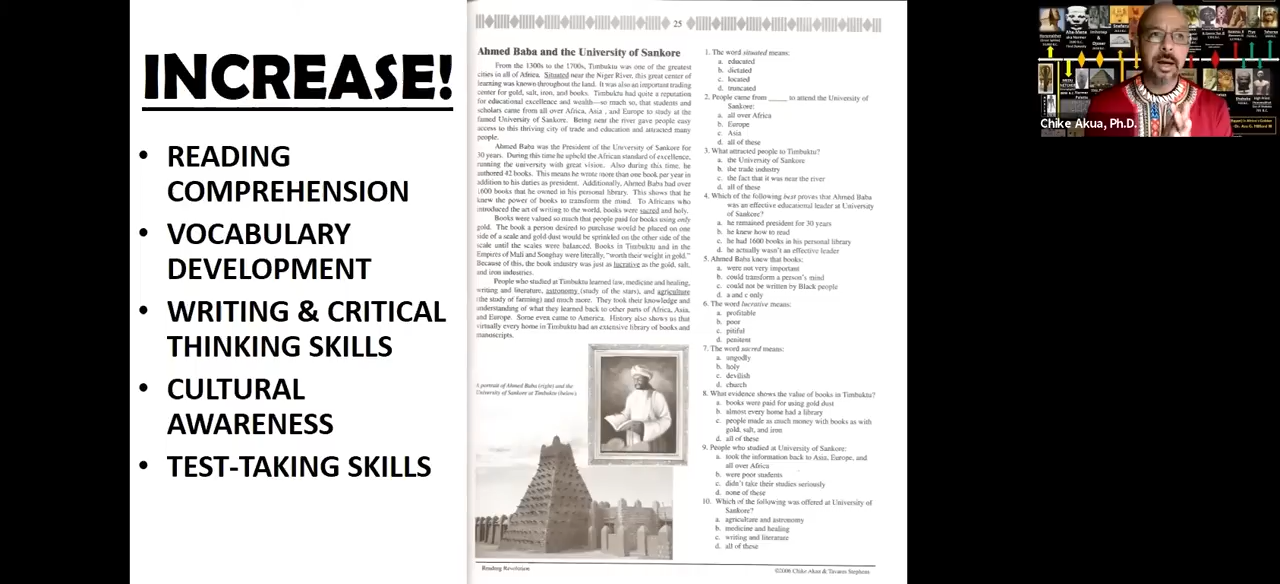 INCREASE!
• READING
COMPREHENSION
• VOCABULARY
DEVELOPMENT
• WRITING & CRITICAL
THINKING SKILLS
• CULTURAL
AWARENESS
• TEST-TAKING SKILLS
25
Ahmed Baba and the University of Sankore
From the 1300s to the 1700s, Timbuktu was one of the greatest
cities in all of Africa. Situated near the Niger River, this great center of
learning was known throughout the land. It was also an important trading
center for gold, salt, iron, and books. Timbuktu had quite a reputation
for educational excellence and wealth—so much so, that students and
scholars came from all over Africa, Asia , and Europe to study at the
famed University of Sankore. Being near the river gave people easy
access to this thriving city of trade and education and attracted many
people.
Ahmed Baba was the President of the University of Sankore for
30 years. During this time he upheld the African standard of excellence,
running the university with great vision. Also during this time, he
authored 42 books. This means he wrote more than one book per year in
addition to his duties as president. Additionally, Ahmed Baba had over
1600 books that he owned in his personal library. This shows that he
knew the power of books to transform the mind. To Africans who
introduced the art of writing to the world, books were sacred and holy.
Books were valued so much that people paid for books using only
gold. The book a person desired to purchase would be placed on one
side of a scale and gold dust would be sprinkled on the other side of the
scale until the scales were balanced. Books in Timbuktu and in the
Empires of Mali and Songhay were literally, "worth their weight in gold."
Because of this, the book industry was just as lucrative as the gold, salt,
and iron industries.
People who studied at Timbuktu learned law, medicine and healing,
writing and literature, astronomy (study of the stars), and agriculture
(the study of farming) and much more. They took their knowledge and
understanding of what they learned back to other parts of Africa, Asia,
and Europe. Some even came to America. History also shows us that
virtually every home in Timbuktu had an extensive library of books and
manuscripts.
A portrait of Ahmed Baba (right) and the
University of Sankore at Timbuktu (below).
Reading Revolution
1. The word situated means:
a. educated
b. dictated
c. located
d. truncated
2. People came from _____ to attend the University of
Sankore:
a. all over Africa
b. Europe
c. Asia
d. all of these
3. What attracted people to Timbuktu?
a. the University of Sankore
b. the trade industry
c. the fact that it was near the river
d. all of these
4. Which of the following best proves that Ahmed Baba
was an effective educational leader at University
of Sankore?
a. he remained president for 30 years
b. he knew how to read
c. he had 1600 books in his personal library
d. he actually wasn't an effective leader
5. Ahmed Baba knew that books:
a. were not very important
b. could transform a person's mind
c. could not be written by Black people
d. a and c only
6. The word lucrative means:
a. profitable
b. poor
c. pitiful
d. penitent
7. The word sacred means:
a. ungodly
b. holy
c. devilish
d. church
8. What evidence shows the value of books in Timbuktu?
a. books were paid for using gold dust
b. almost every home had a library
c. people made as much money with books as with
gold, salt, and iron
d. all of these
9. People who studied at University of Sankore:
a. took the information back to Asia, Europe, and
all over Africa
b. were poor students
c. didn't take their studies seriously
d. none of these
10. Which of the following was offered at University of
Sankore?
a. agriculture and astronomy
b. medicine and healing
c. writing and literature
d. all of these
©2006 Chike Akua & Tavares Stephens
Chike Akua, Ph.D.